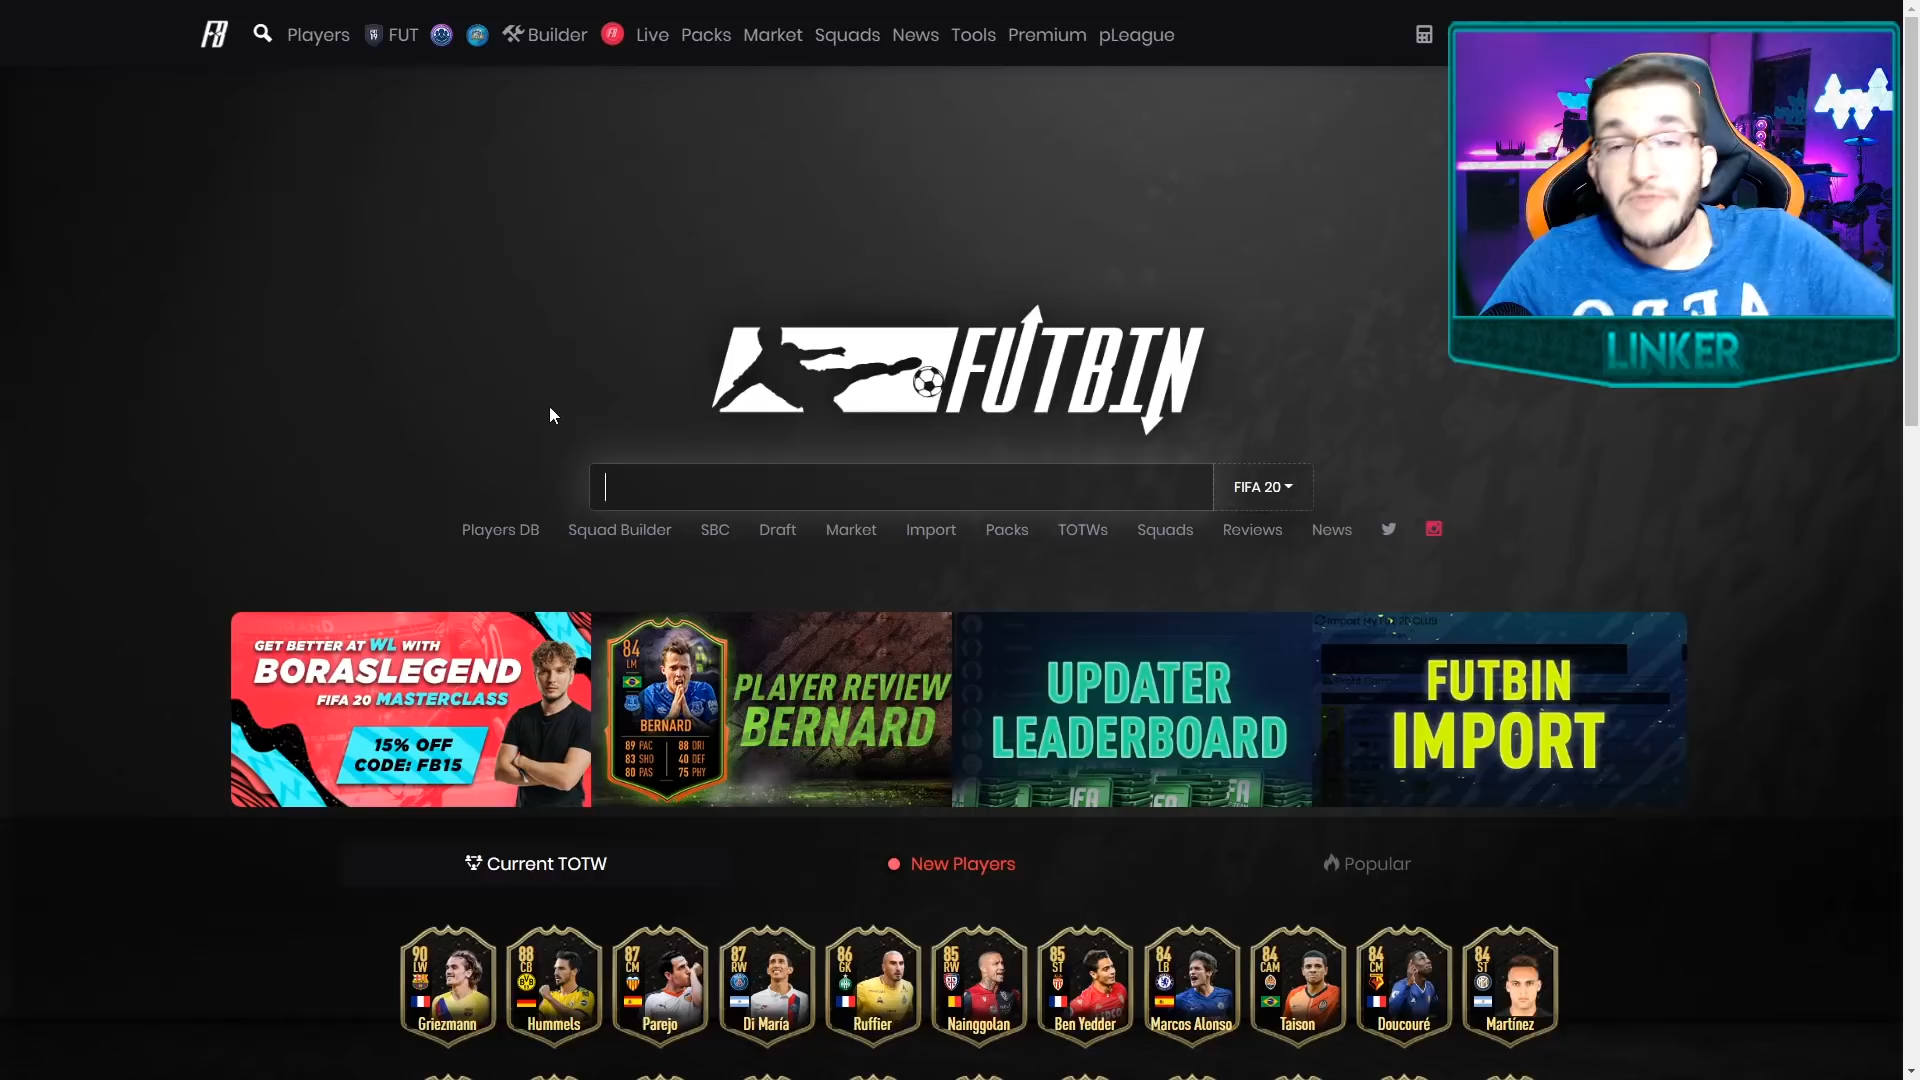 Players FUT Builder Live Packs Market Squads News Tools Premium pLeague
LINKER
FUTBIN
FIFA 20
Players DB Squad Builder SBC Draft Market Import Packs TOTWs Squads Reviews News
GET BETTER AT WL WITH
BORASLEGEND
FIFA 20 MASTERCLASS
15% OFF
CODE: FB15
84
LM
BERNARD
89 PAC 88 DRI
83 SHO 40 DEF
80 PAS 75 PHY
PLAYER REVIEW
BERNARD
UPDATER
LEADERBOARD
FUTBIN
IMPORT
Current TOTW New Players Popular
90 LW Griezmann
88 CB Hummels
87 CM Parejo
87 RW Di María
86 GK Ruffier
85 RW Nainggolan
85 ST Ben Yedder
84 LB Marcos Alonso
84 CAM Taison
84 CM Doucouré
84 ST Martínez